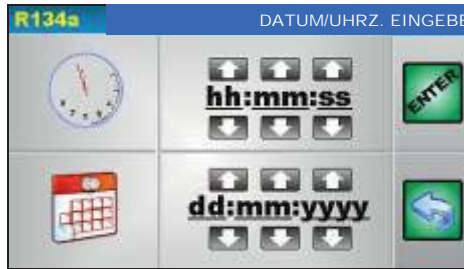 R134a
DATUM/UHRZ. EINGEBE
hh:mm:ss
ENTER
dd:mm:yyyy